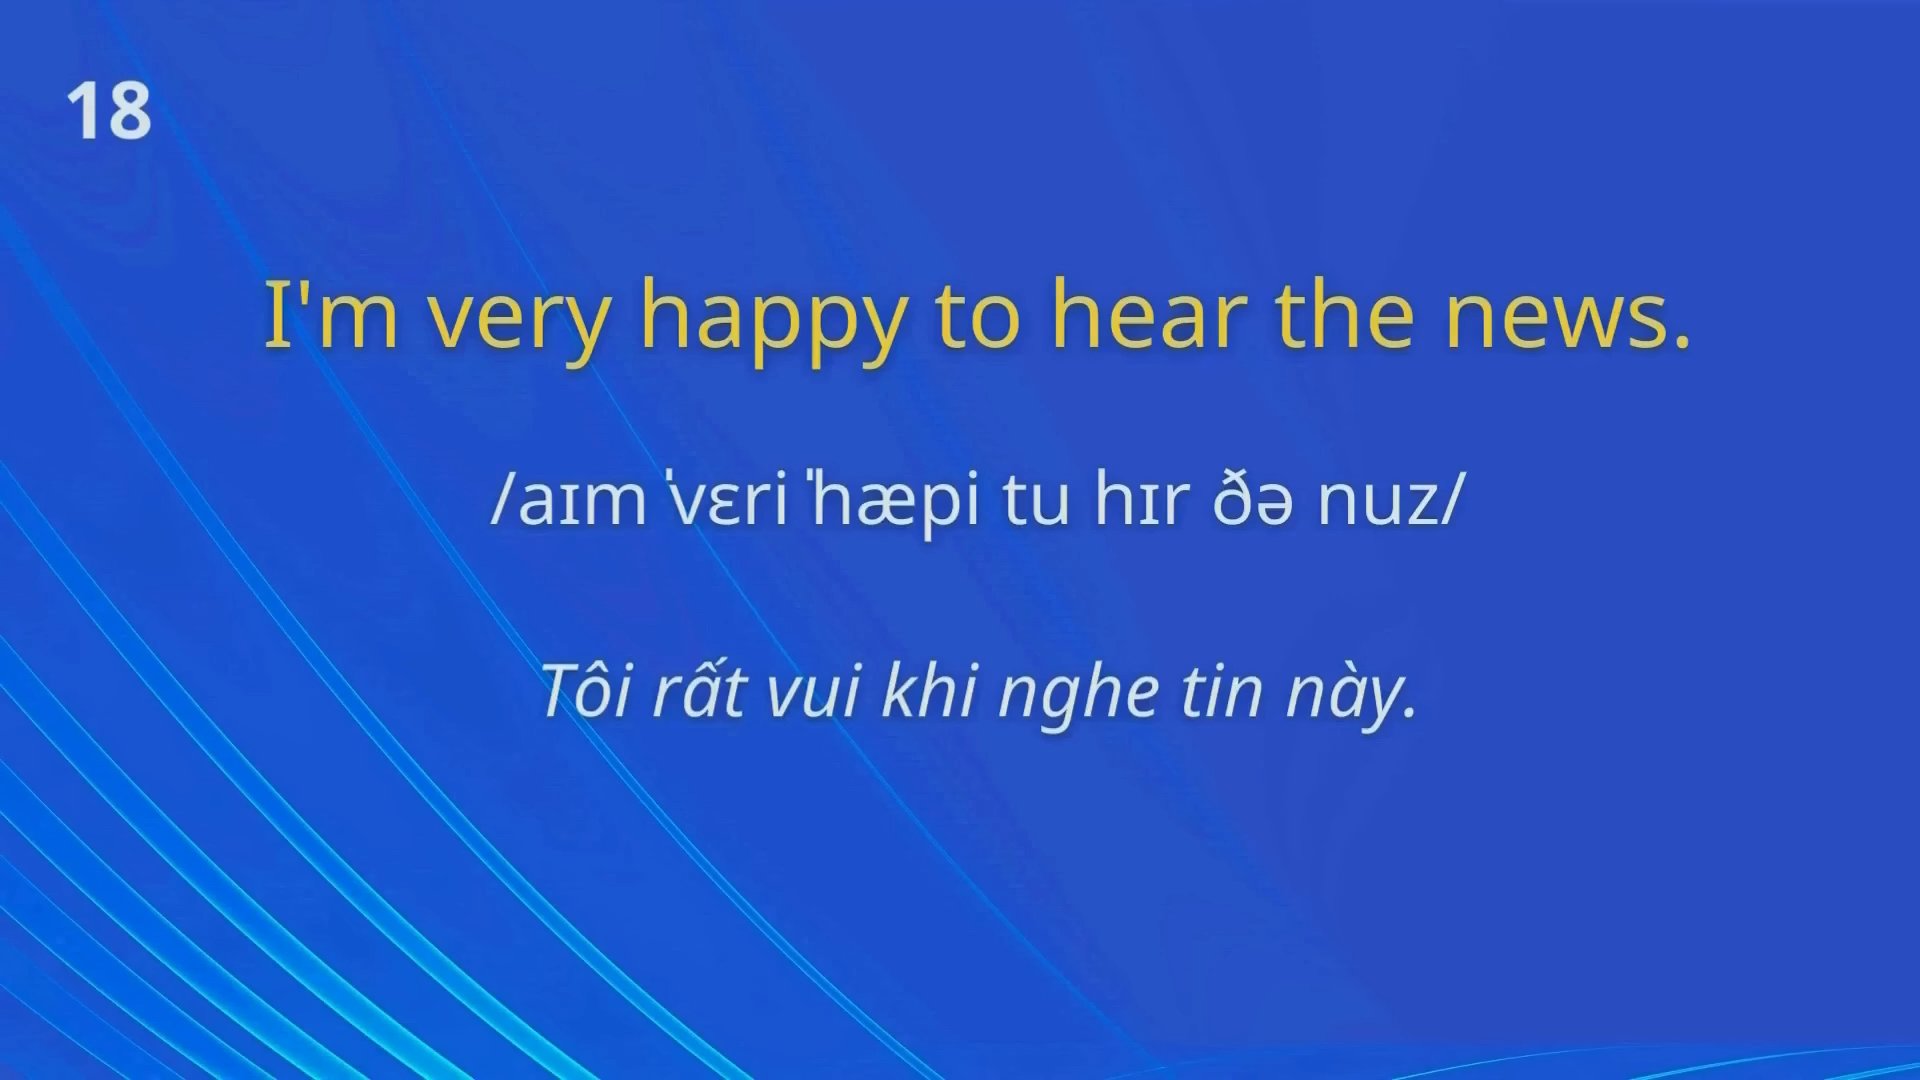 18
I'm very happy to hear the news.
/aɪm ˈvɛri ˈhæpi tu hɪr ðə nuz/
Tôi rất vui khi nghe tin này.